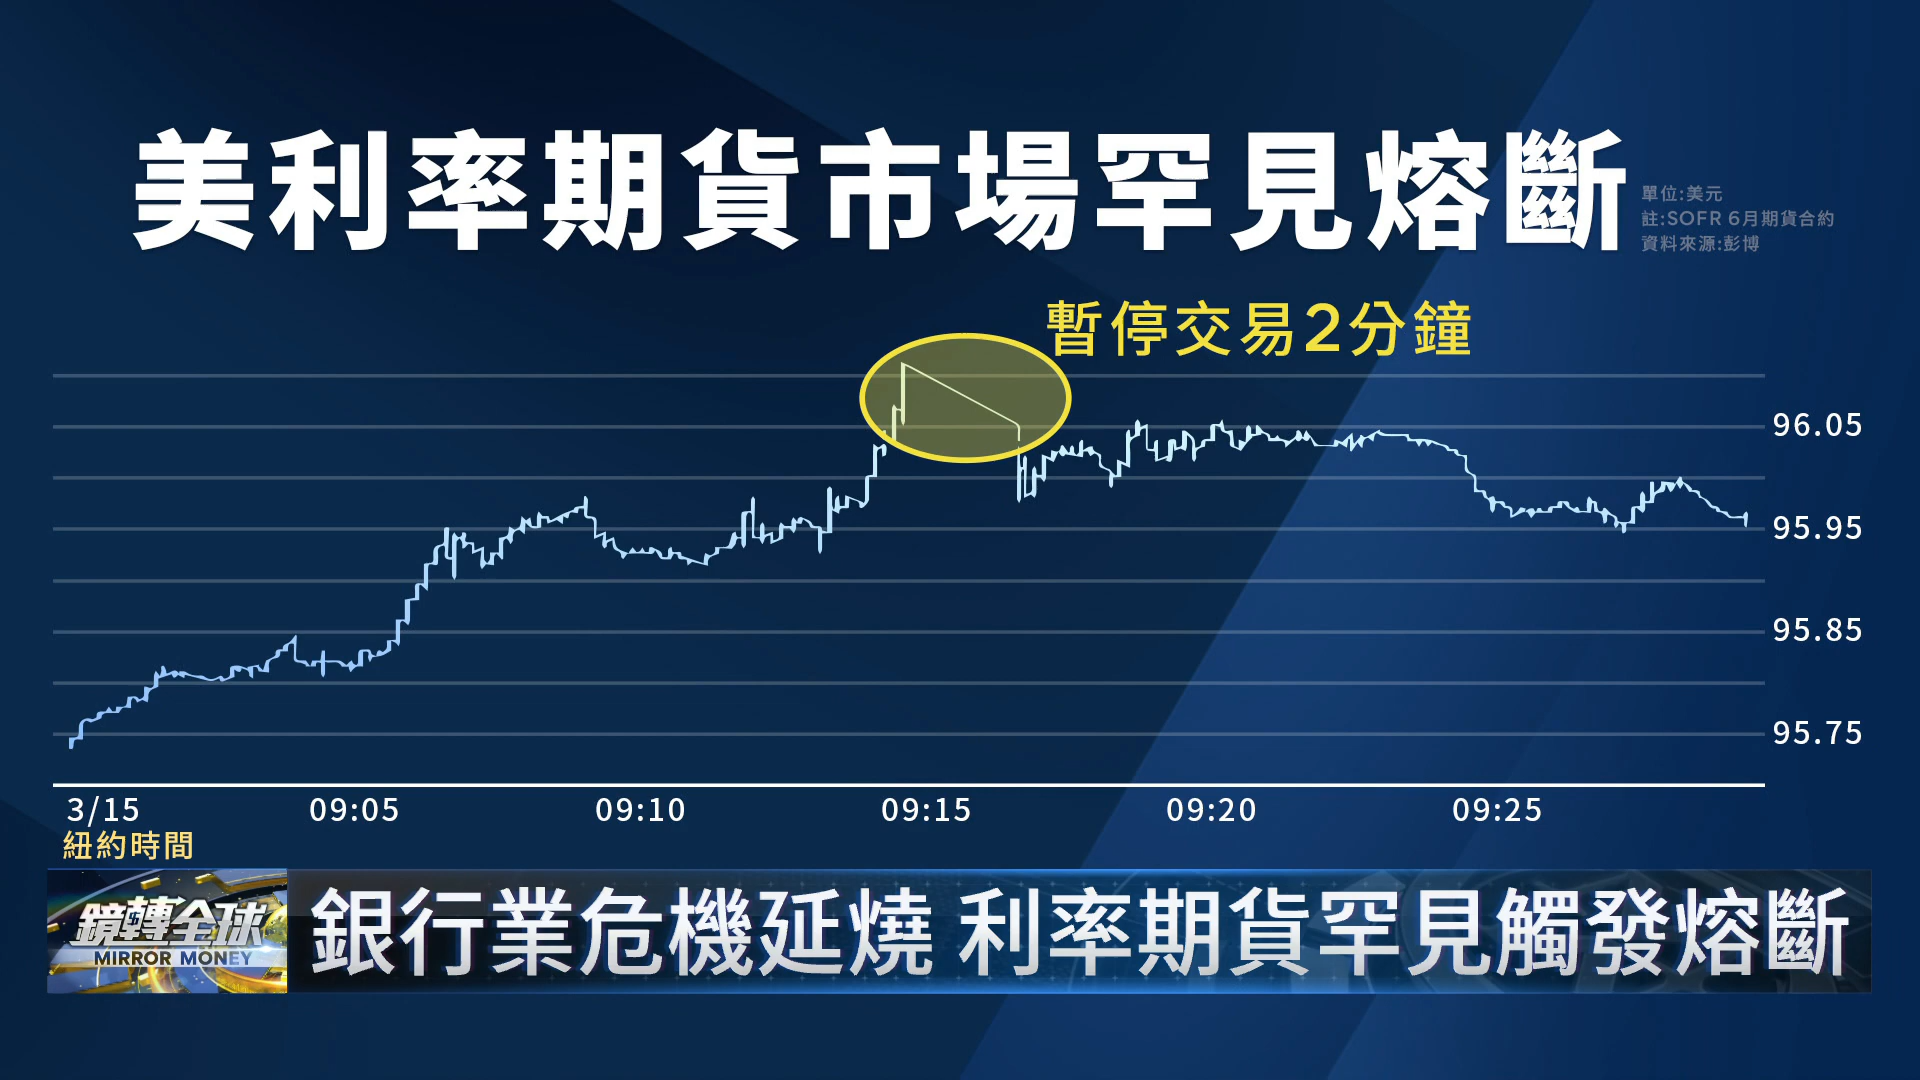 美利率期貨市場罕見熔斷
單位:美元
註:SOFR 6月期貨合約
資料來源:彭博
暫停交易2分鐘
96.05
95.95
95.85
95.75
3/15 09:05 09:10 09:15 09:20 09:25
紐約時間
鏡轉全球
MIRROR MONEY
銀行業危機延燒 利率期貨罕見觸發熔斷